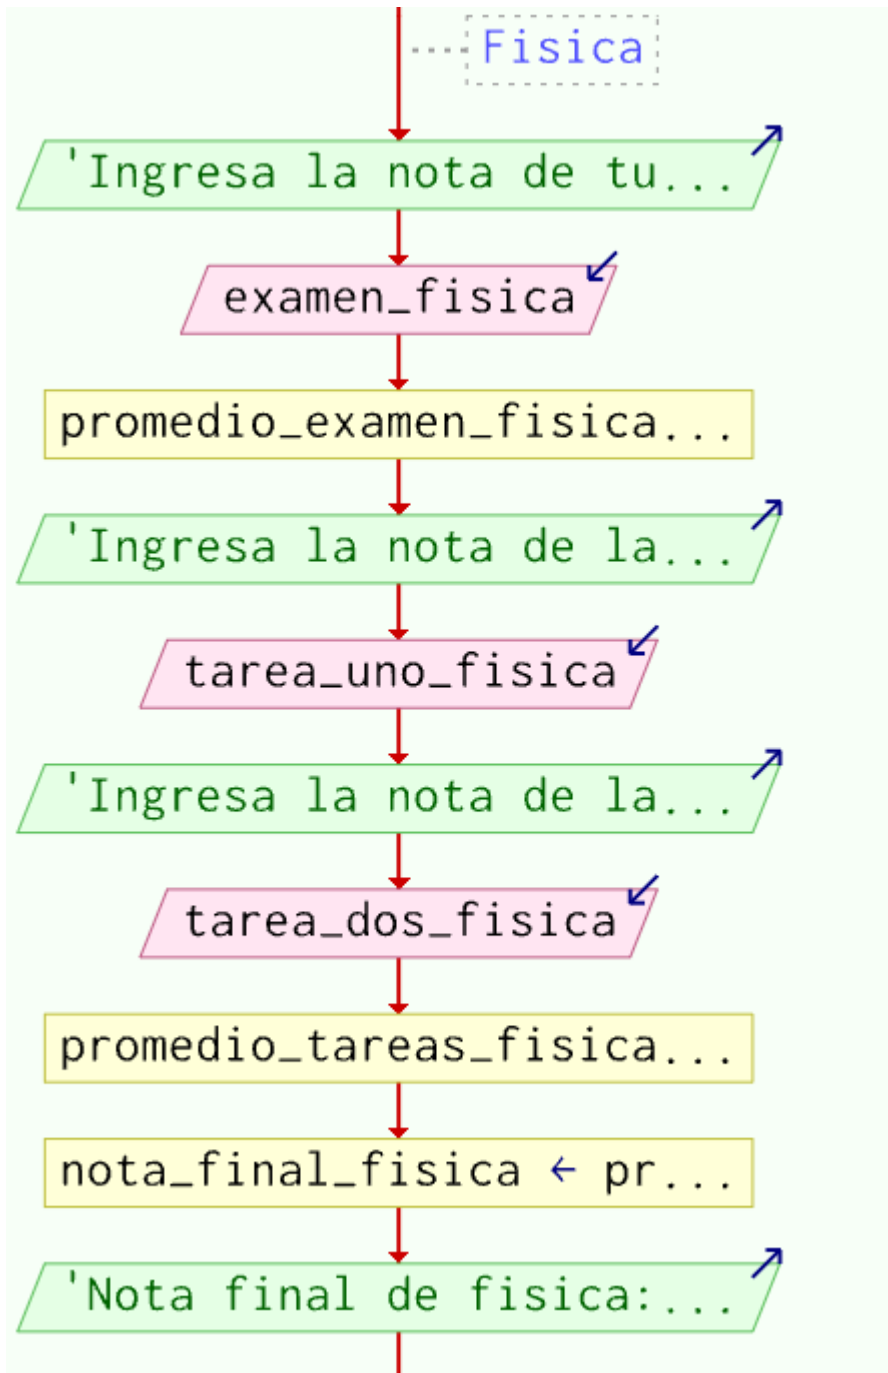 Fisica
'Ingresa la nota de tu...
examen_fisica
promedio_examen_fisica...
'Ingresa la nota de la...
tarea_uno_fisica
'Ingresa la nota de la...
tarea_dos_fisica
promedio_tareas_fisica...
nota_final_fisica ← pr...
'Nota final de fisica:...